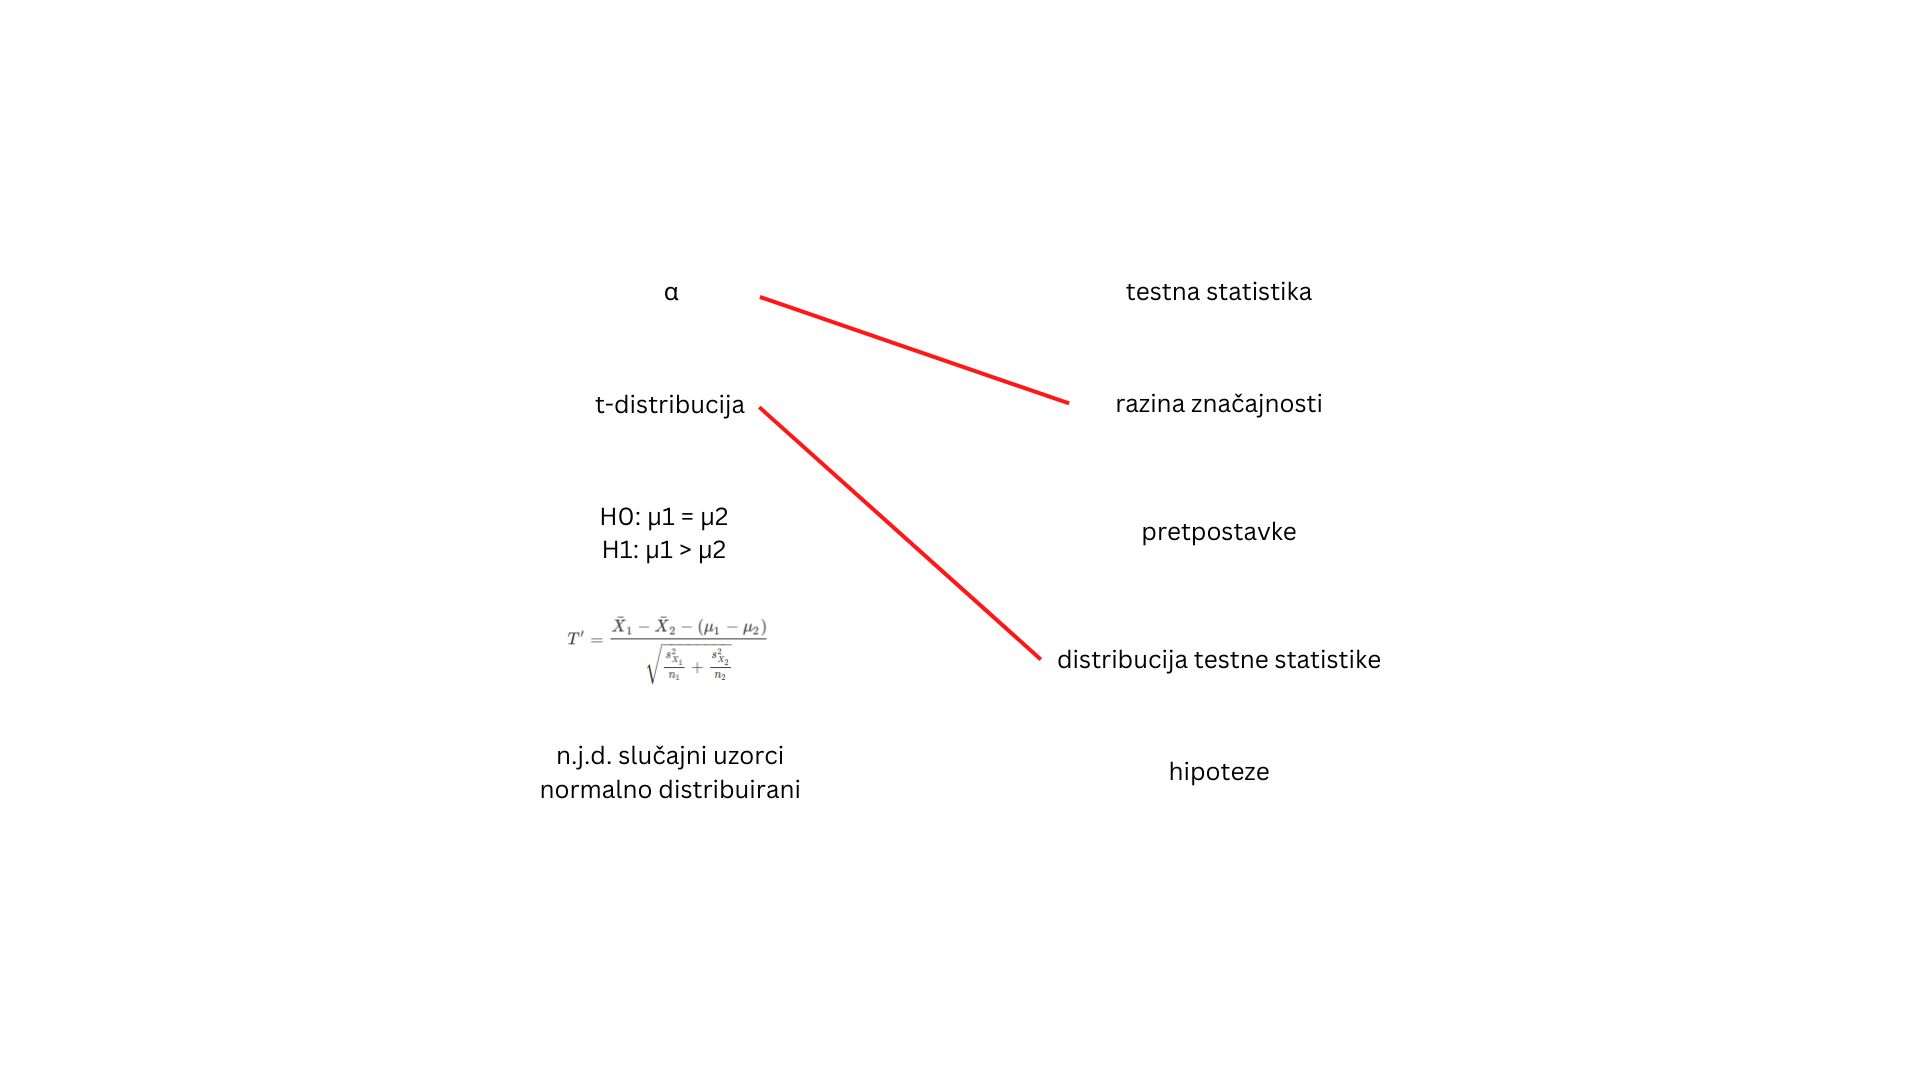 α
testna statistika
t-distribucija
razina značajnosti
H0: μ1 = μ2
H1: μ1 > μ2
pretpostavke
T' = \frac{\bar{X}_1 - \bar{X}_2 - (\mu_1 - \mu_2)}{\sqrt{\frac{s^2_{X_1}}{n_1} + \frac{s^2_{X_2}}{n_2}}}
distribucija testne statistike
n.j.d. slučajni uzorci
normalno distribuirani
hipoteze